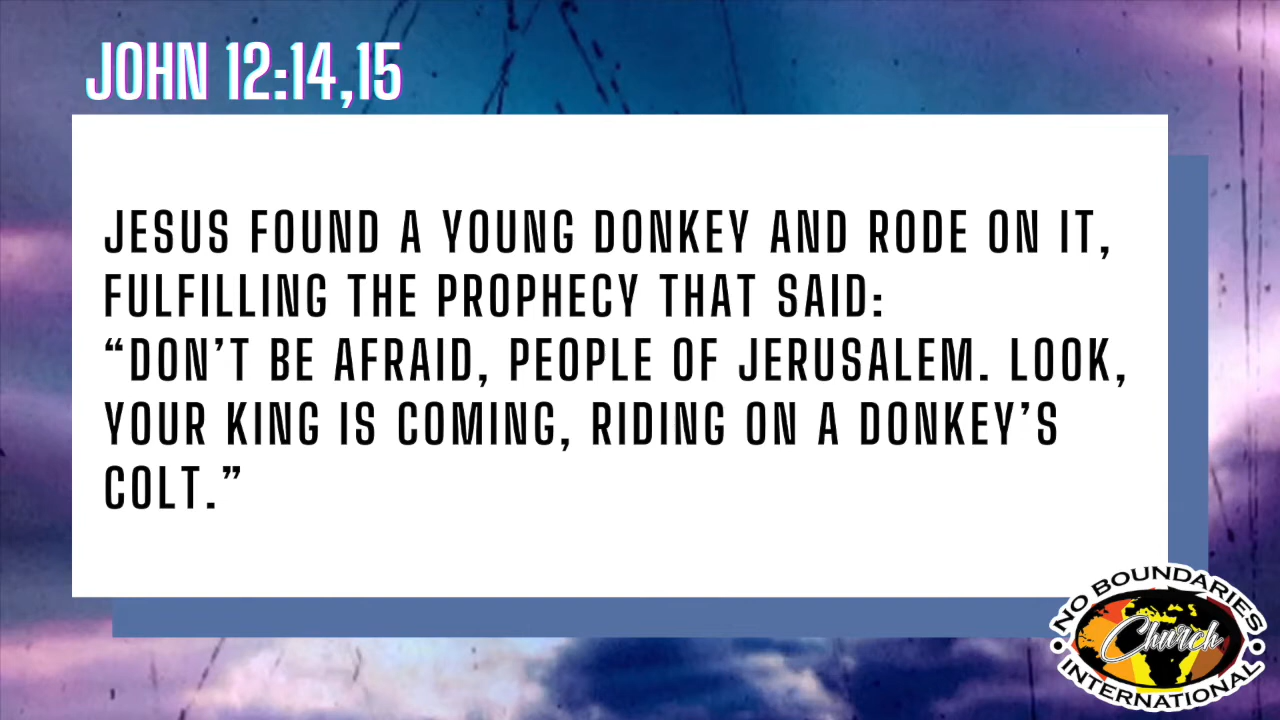 JOHN 12:14,15
JESUS FOUND A YOUNG DONKEY AND RODE ON IT,
FULFILLING THE PROPHECY THAT SAID:
“DON’T BE AFRAID, PEOPLE OF JERUSALEM. LOOK,
YOUR KING IS COMING, RIDING ON A DONKEY’S
COLT.”
NO BOUNDARIES
Church
INTERNATIONAL